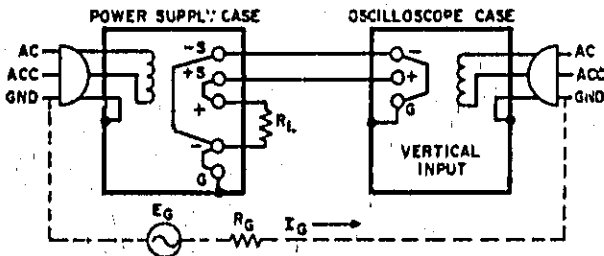 POWER SUPPLY CASE
OSCILLOSCOPE CASE
AC
ACC
GND
-S
+S
+
-
G
RL
-
+
G
VERTICAL
INPUT
AC
ACC
GND
EG
RG
IG